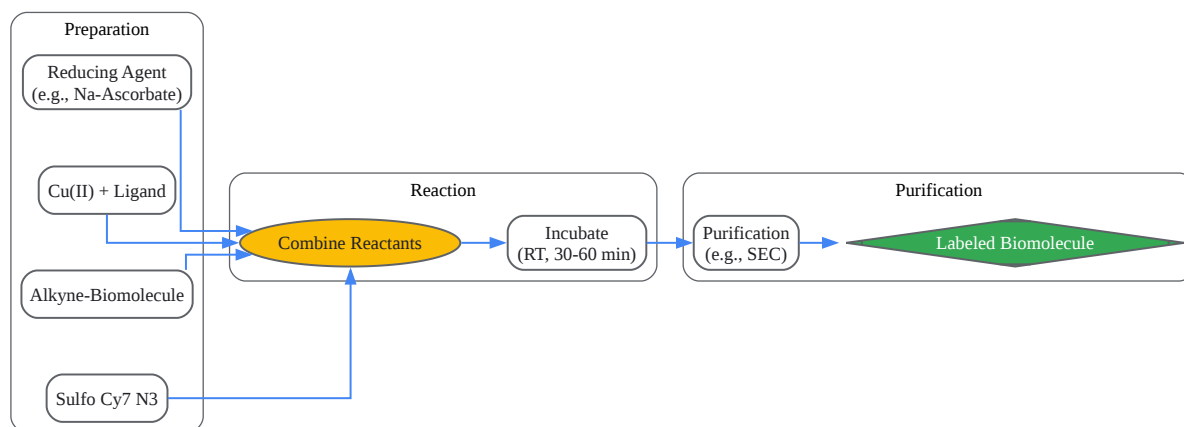 Preparation
Reducing Agent
(e.g., Na-Ascorbate)
Cu(II) + Ligand
Alkyne-Biomolecule
Sulfo Cy7 N3
Reaction
Combine Reactants
Incubate
(RT, 30-60 min)
Purification
Purification
(e.g., SEC)
Labeled Biomolecule